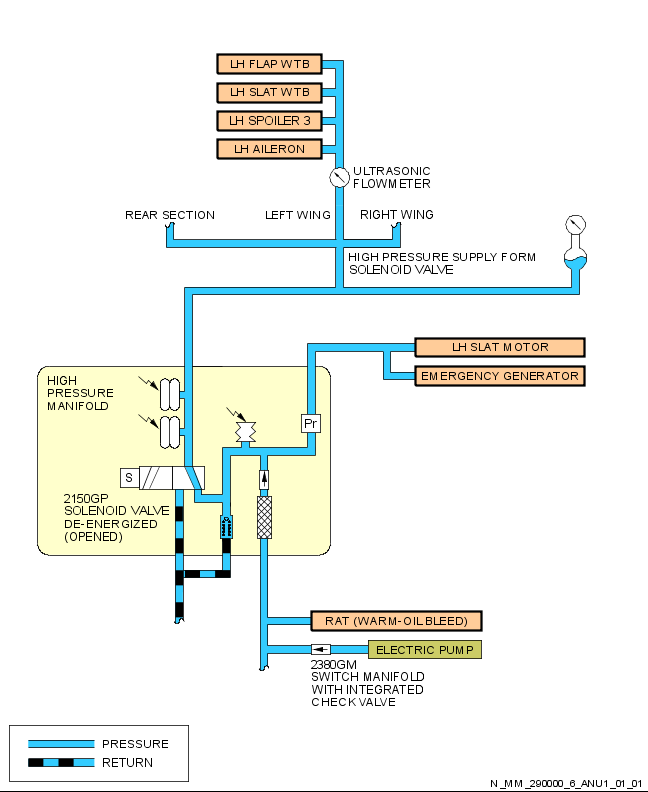 LH FLAP WTB
LH SLAT WTB
LH SPOILER 3
LH AILERON
ULTRASONIC
FLOWMETER
REAR SECTION
LEFT WING
RIGHT WING
HIGH PRESSURE SUPPLY FORM
SOLENOID VALVE
LH SLAT MOTOR
EMERGENCY GENERATOR
HIGH
PRESSURE
MANIFOLD
Pr
S
2150GP
SOLENOID VALVE
DE-ENERGIZED
(OPENED)
RAT (WARM-OIL BLEED)
ELECTRIC PUMP
2380GM
SWITCH MANIFOLD
WITH INTEGRATED
CHECK VALVE
PRESSURE
RETURN
N_MM_290000_6_ANU1_01_01